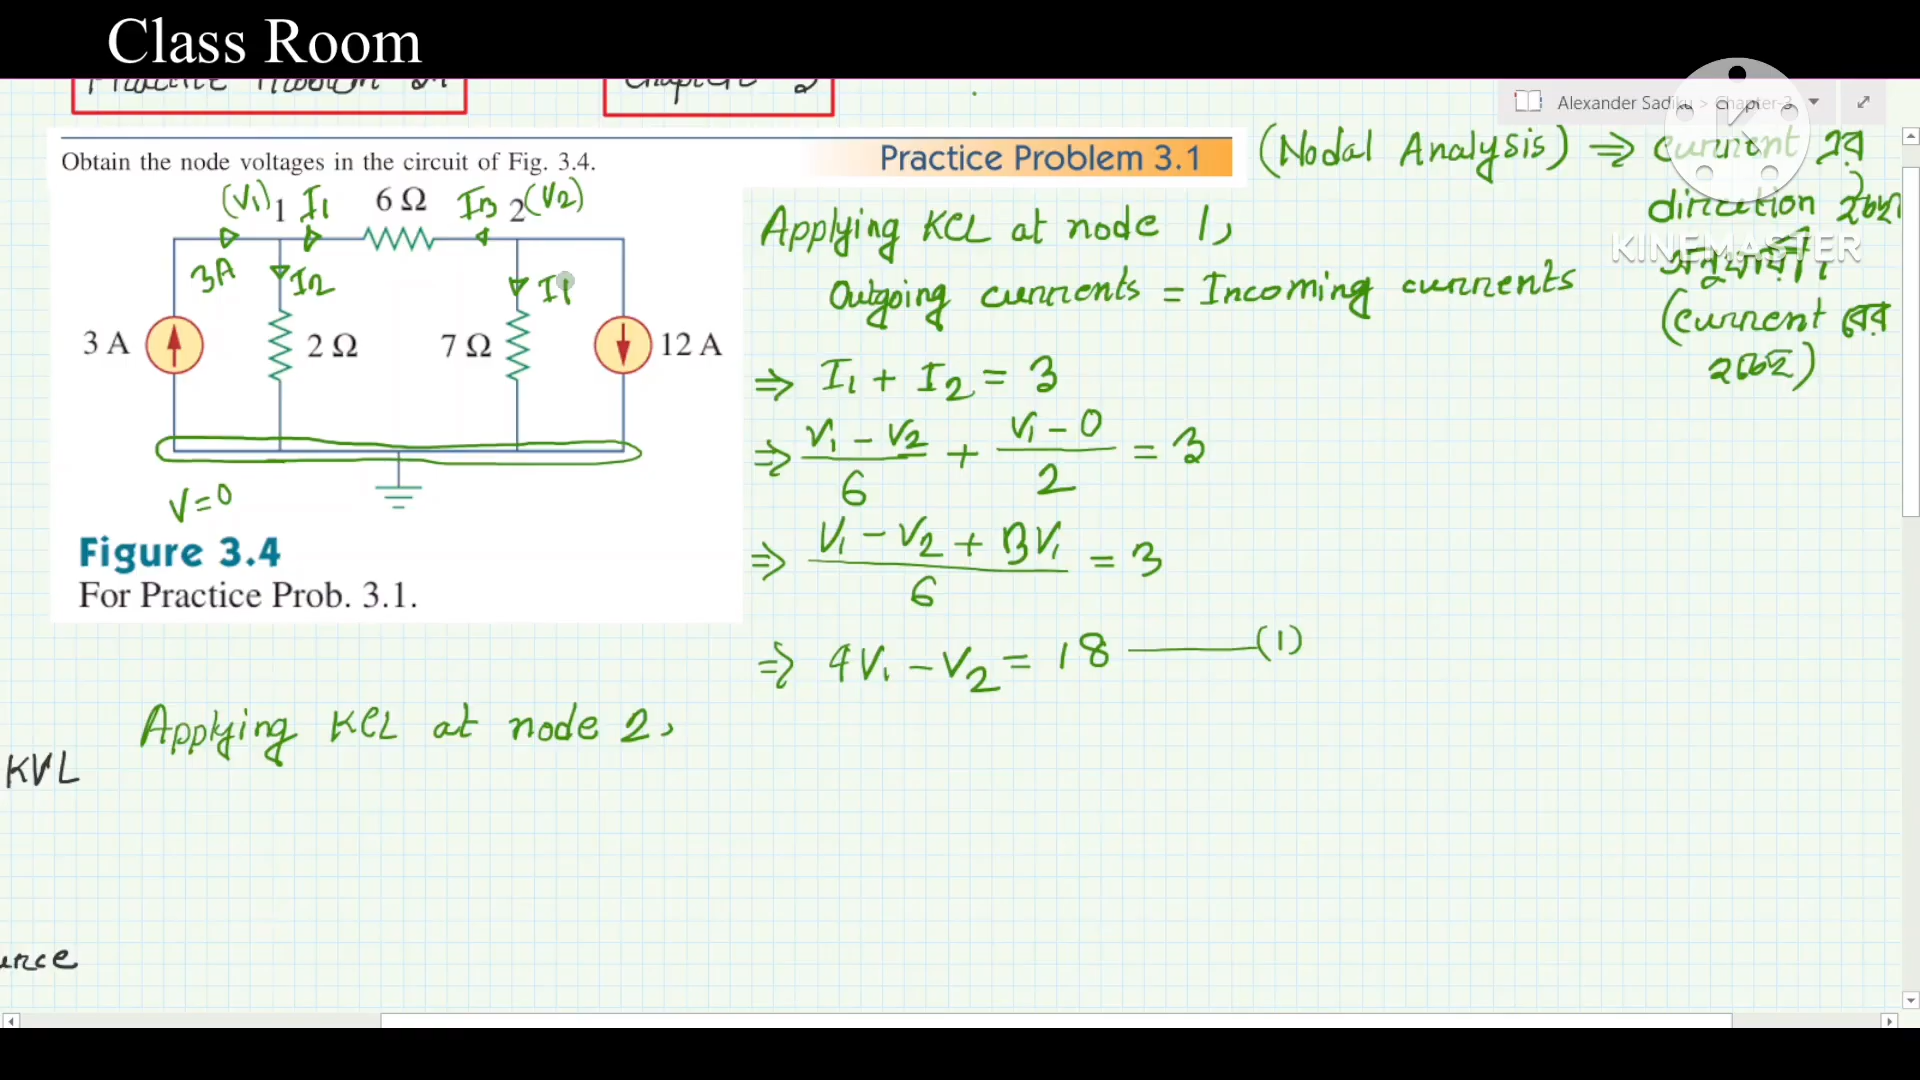 Class Room
Alexander Sadiku > Chapter-3
Obtain the node voltages in the circuit of Fig. 3.4.
Practice Problem 3.1
(Nodal Analysis) ⇒ current এর
direction
(current বের
(V₁) 1 I₁ 6 Ω I3 2 (V2)
3A I2 I
3 A 2 Ω 7 Ω 12 A
V=0
Figure 3.4
For Practice Prob. 3.1.
Applying KCL at node 1,
Outgoing currents = Incoming currents
⇒ I₁ + I₂ = 3
⇒ (V₁ - V₂)/6 + (V₁ - 0)/2 = 3
⇒ (V₁ - V₂ + 3V₁)/6 = 3
⇒ 4V₁ - V₂ = 18 ——— (1)
Applying KCL at node 2,
KVL
KINEMASTER